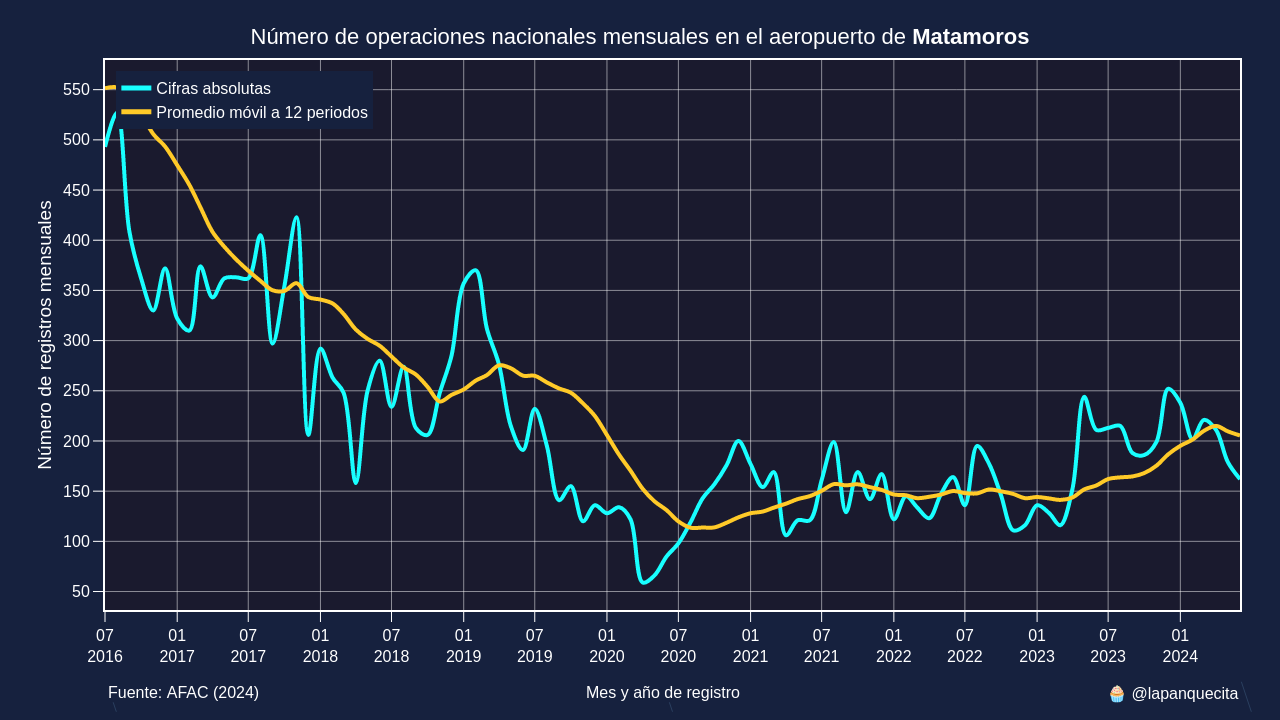 Número de operaciones nacionales mensuales en el aeropuerto de Matamoros
Cifras absolutas
Promedio móvil a 12 periodos
Número de registros mensuales
550
500
450
400
350
300
250
200
150
100
50
07 01 07 01 07 01 07 01 07 01 07 01 07 01 07 01
2016 2017 2017 2018 2018 2019 2019 2020 2020 2021 2021 2022 2022 2023 2023 2024
Fuente: AFAC (2024)
Mes y año de registro
🧁 @lapanquecita